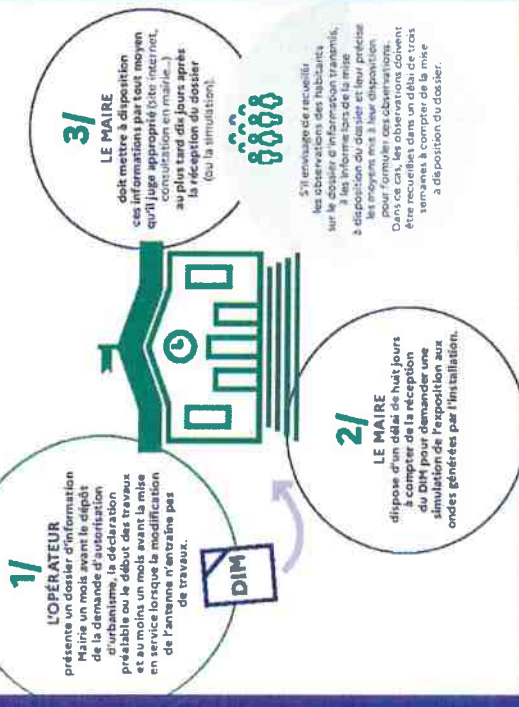 1/
L'OPÉRATEUR
présente un dossier d'information
Mairie un mois avant le dépôt
de la demande d'autorisation
d'urbanisme, la déclaration
préalable ou le début des travaux
et au moins un mois avant la mise
en service lorsque la modification
de l'antenne n'entraîne pas
de travaux.
DIM
2/
LE MAIRE
dispose d'un délai de huit jours
à compter de la réception
du DIM pour demander une
simulation de l'exposition aux
ondes générées par l'installation.
3/
LE MAIRE
doit mettre à disposition
ces informations par tout moyen
qu'il juge approprié (site internet,
consultation en mairie...)
au plus tard dix jours après
la réception du dossier
(ou la simulation).
S'il envisage de recueillir
les observations des habitants
sur le dossier d'information transmis,
il les informe lors de la mise
à disposition du dossier et leur précise
les moyens mis à leur disposition
pour formuler ces observations.
Dans ce cas, les observations doivent
être recueillies dans un délai de trois
semaines à compter de la mise
à disposition du dossier.